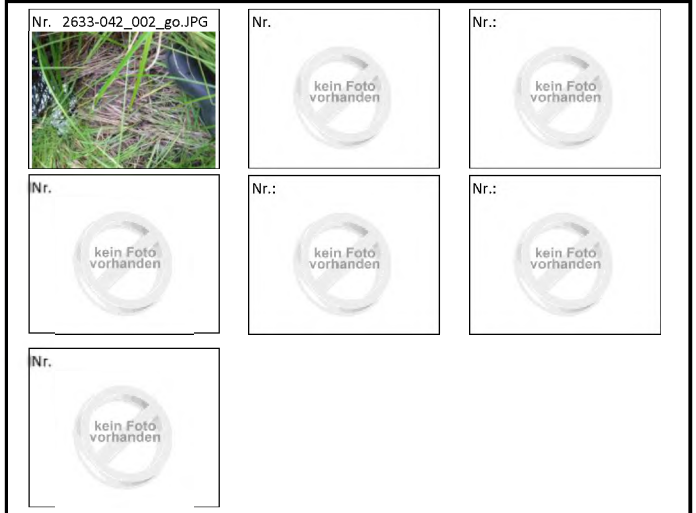 Nr. 2633-042_002_go.JPG
Nr.
Nr.:
kein Foto
vorhanden
kein Foto
vorhanden
Nr.
Nr.:
Nr.:
kein Foto
vorhanden
kein Foto
vorhanden
kein Foto
vorhanden
Nr.
kein Foto
vorhanden